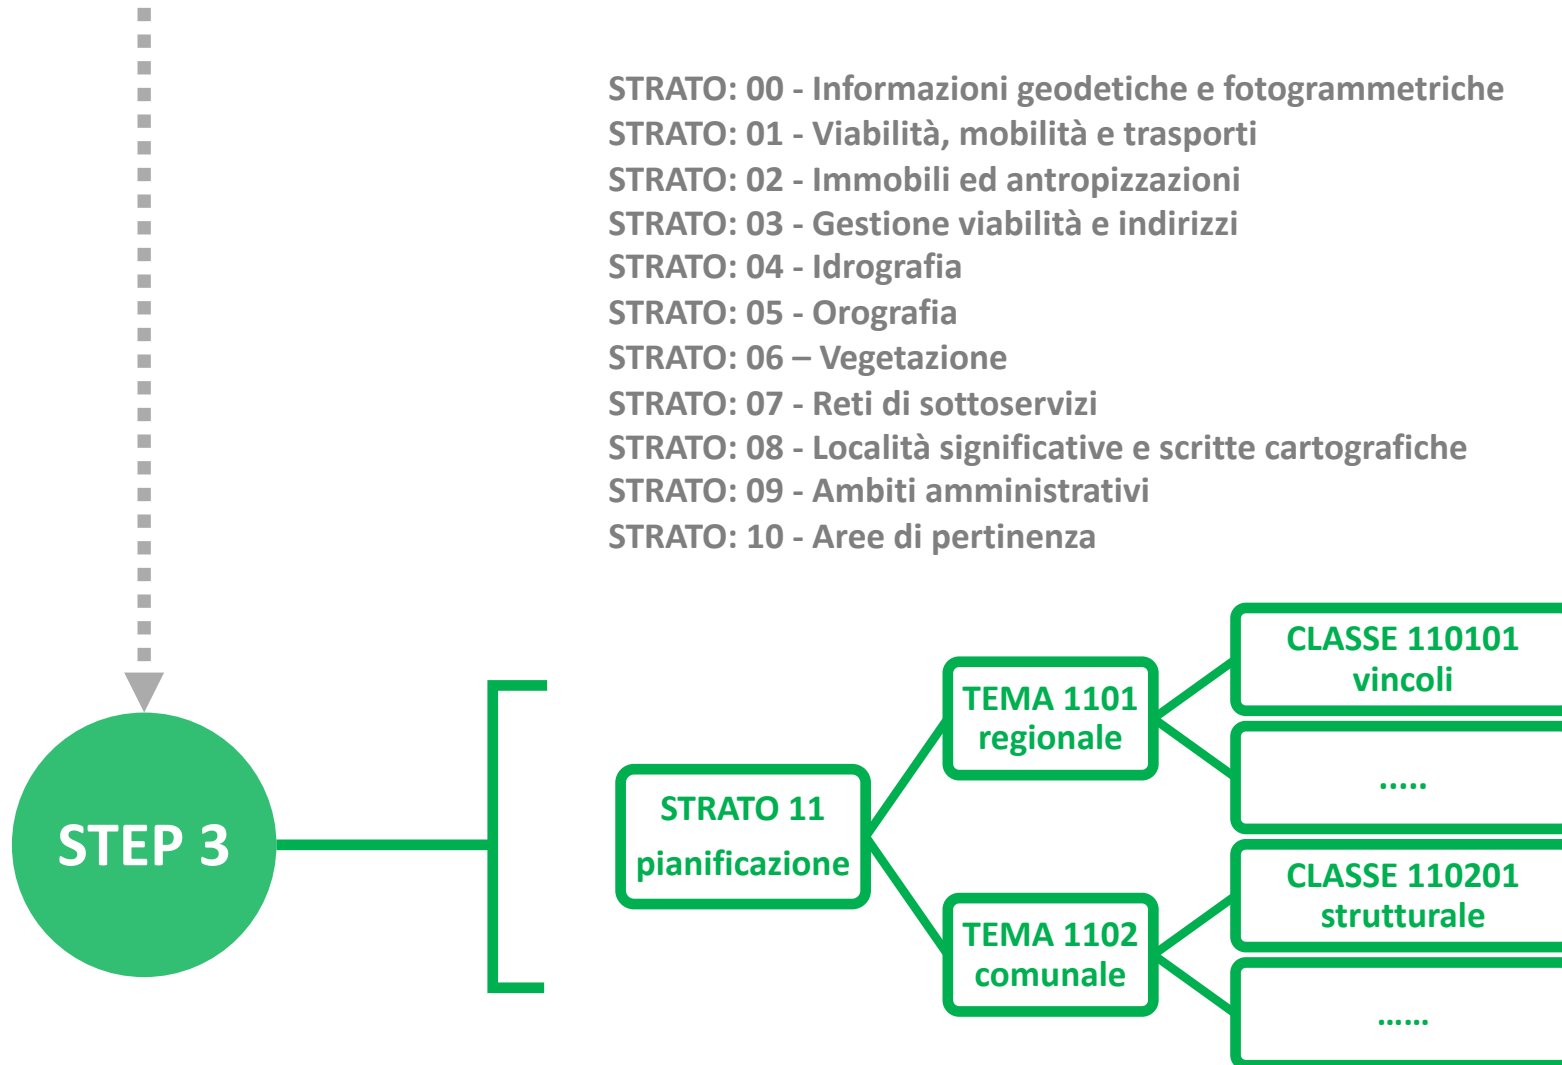 STRATO: 00 - Informazioni geodetiche e fotogrammetriche
STRATO: 01 - Viabilità, mobilità e trasporti
STRATO: 02 - Immobili ed antropizzazioni
STRATO: 03 - Gestione viabilità e indirizzi
STRATO: 04 - Idrografia
STRATO: 05 - Orografia
STRATO: 06 – Vegetazione
STRATO: 07 - Reti di sottoservizi
STRATO: 08 - Località significative e scritte cartografiche
STRATO: 09 - Ambiti amministrativi
STRATO: 10 - Aree di pertinenza
STEP 3
STRATO 11
pianificazione
TEMA 1101
regionale
CLASSE 110101
vincoli
.....
TEMA 1102
comunale
CLASSE 110201
strutturale
......